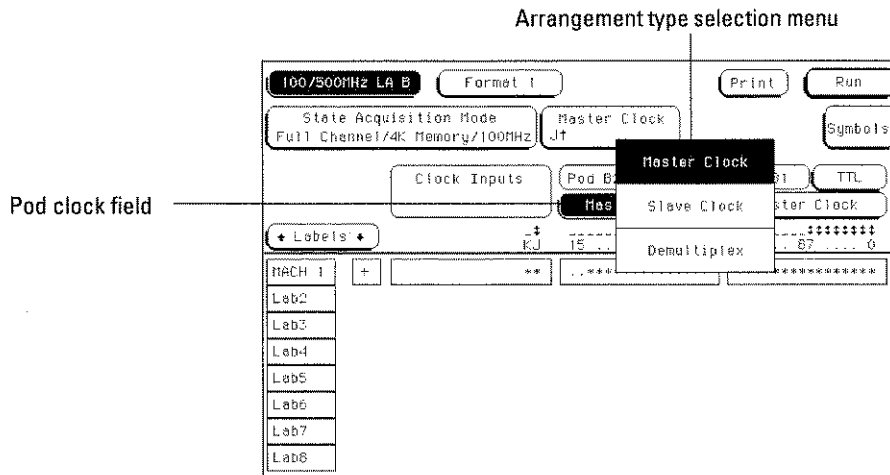 Arrangement type selection menu
100/500MHz LA B
Format 1
Print
Run
State Acquisition Mode
Full Channel/4K Memory/100MHz
Master Clock
J↑
Symbols
Master Clock
Slave Clock
Demultiplex
Clock Inputs
Pod B
TTL
Pod clock field
Mas
ster Clock
Labels
KJ
15 ..
.. 87 .... 0
MACH 1
+
**
..****
************
Lab2
Lab3
Lab4
Lab5
Lab6
Lab7
Lab8